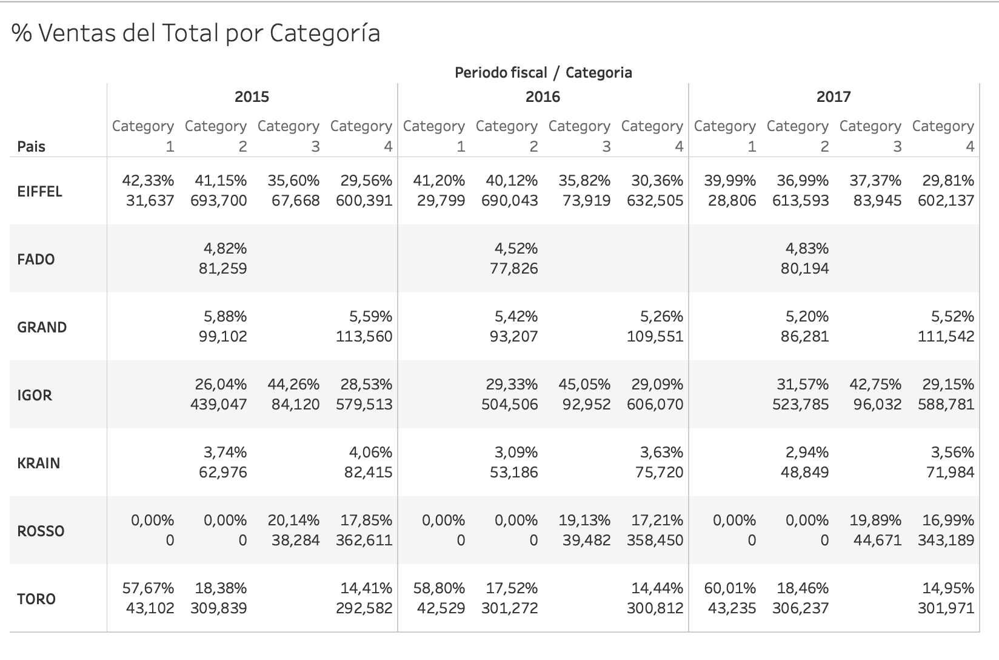 % Ventas del Total por Categoría
Periodo fiscal / Categoria
2015 2016 2017
Category Category Category Category Category Category Category Category Category Category Category Category
Pais 1 2 3 4 1 2 3 4 1 2 3 4
42,33% 41,15% 35,60% 29,56% 41,20% 40,12% 35,82% 30,36% 39,99% 36,99% 37,37% 29,81%
EIFFEL
31,637 693,700 67,668 600,391 29,799 690,043 73,919 632,505 28,806 613,593 83,945 602,137
4,82% 4,52% 4,83%
FADO
81,259 77,826 80,194
5,88% 5,59% 5,42% 5,26% 5,20% 5,52%
GRAND
99,102 113,560 93,207 109,551 86,281 111,542
26,04% 44,26% 28,53% 29,33% 45,05% 29,09% 31,57% 42,75% 29,15%
IGOR
439,047 84,120 579,513 504,506 92,952 606,070 523,785 96,032 588,781
3,74% 4,06% 3,09% 3,63% 2,94% 3,56%
KRAIN
62,976 82,415 53,186 75,720 48,849 71,984
0,00% 0,00% 20,14% 17,85% 0,00% 0,00% 19,13% 17,21% 0,00% 0,00% 19,89% 16,99%
ROSSO
0 0 38,284 362,611 0 0 39,482 358,450 0 0 44,671 343,189
57,67% 18,38% 14,41% 58,80% 17,52% 14,44% 60,01% 18,46% 14,95%
TORO
43,102 309,839 292,582 42,529 301,272 300,812 43,235 306,237 301,971